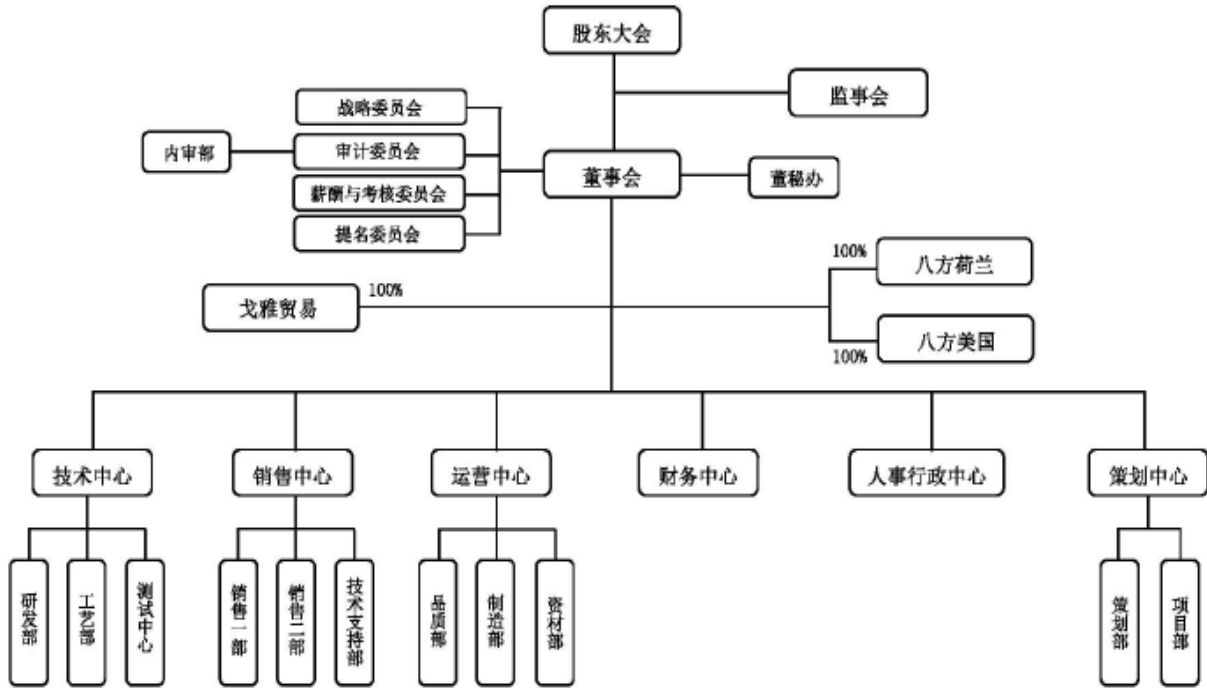 股东大会
监事会
战略委员会
内审部
审计委员会
董事会
董秘办
薪酬与考核委员会
提名委员会
100%
八方荷兰
戈雅贸易
100%
八方美国
100%
技术中心
销售中心
运营中心
财务中心
人事行政中心
策划中心
研发部
工艺部
测试中心
销售一部
销售二部
技术支持部
品质部
制造部
资材部
策划部
项目部